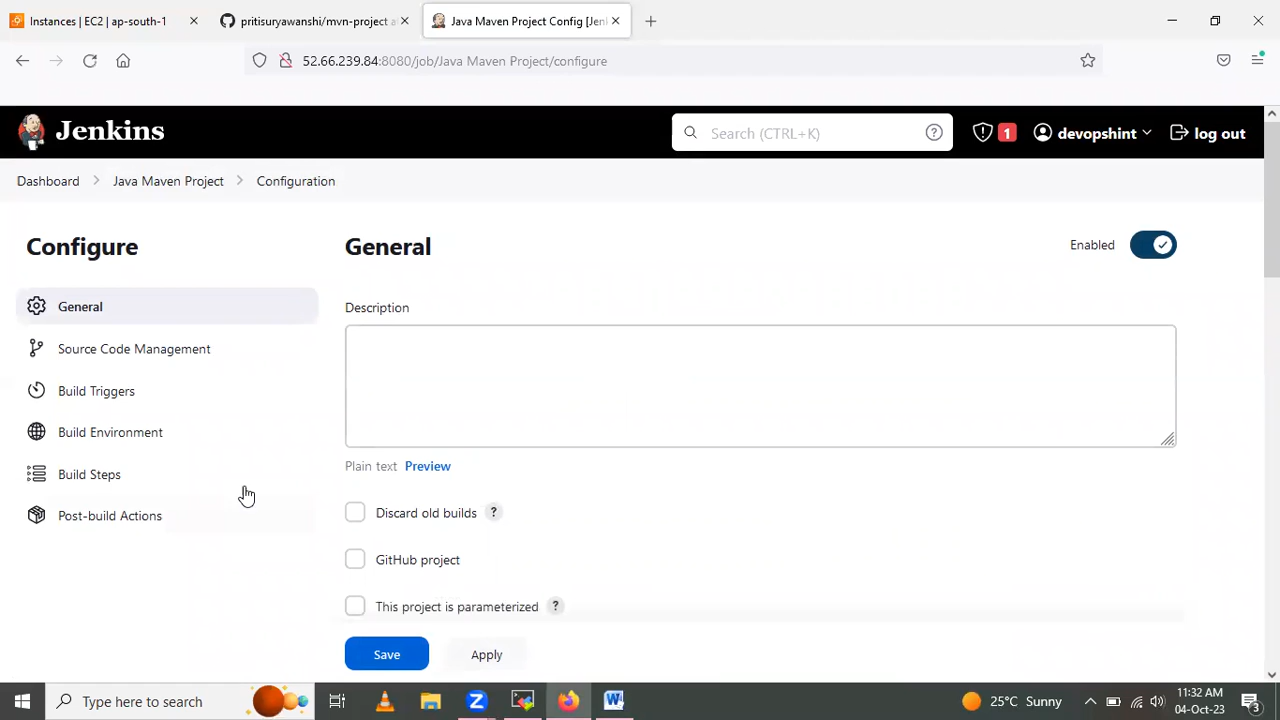 Instances | EC2 | ap-south-1
pritisuryawanshi/mvn-project a
Java Maven Project Config [Jen
52.66.239.84:8080/job/Java Maven Project/configure
Jenkins
Search (CTRL+K)
?
1
devopshint
log out
Dashboard
Java Maven Project
Configuration
Configure
General
Source Code Management
Build Triggers
Build Environment
Build Steps
Post-build Actions
General
Enabled
Description
Plain text Preview
Discard old builds ?
GitHub project
This project is parameterized ?
Save
Apply
Type here to search
25°C Sunny
11:32 AM
04-Oct-23
3